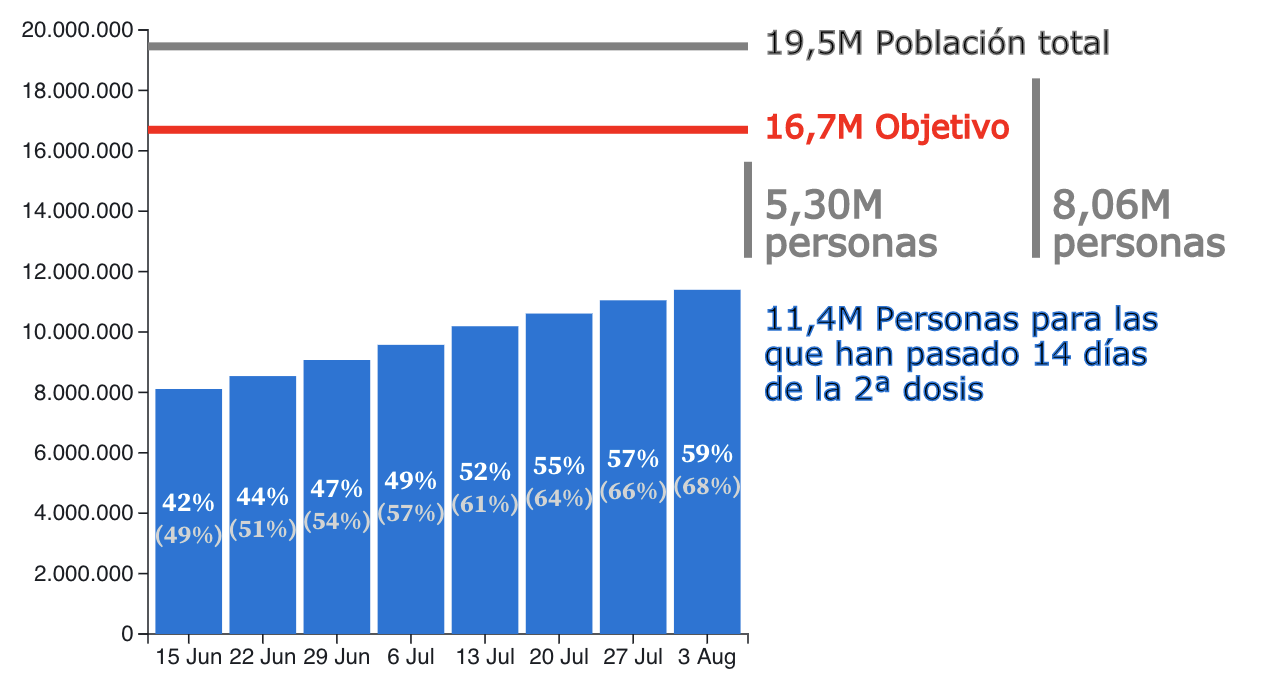 20.000.000
18.000.000
16.000.000
14.000.000
12.000.000
10.000.000
8.000.000
6.000.000
4.000.000
2.000.000
0
19,5M Población total
16,7M Objetivo
5,30M
personas
8,06M
personas
11,4M Personas para las
que han pasado 14 días
de la 2ª dosis
42%
(49%)
44%
(51%)
47%
(54%)
49%
(57%)
52%
(61%)
55%
(64%)
57%
(66%)
59%
(68%)
15 Jun 22 Jun 29 Jun 6 Jul 13 Jul 20 Jul 27 Jul 3 Aug